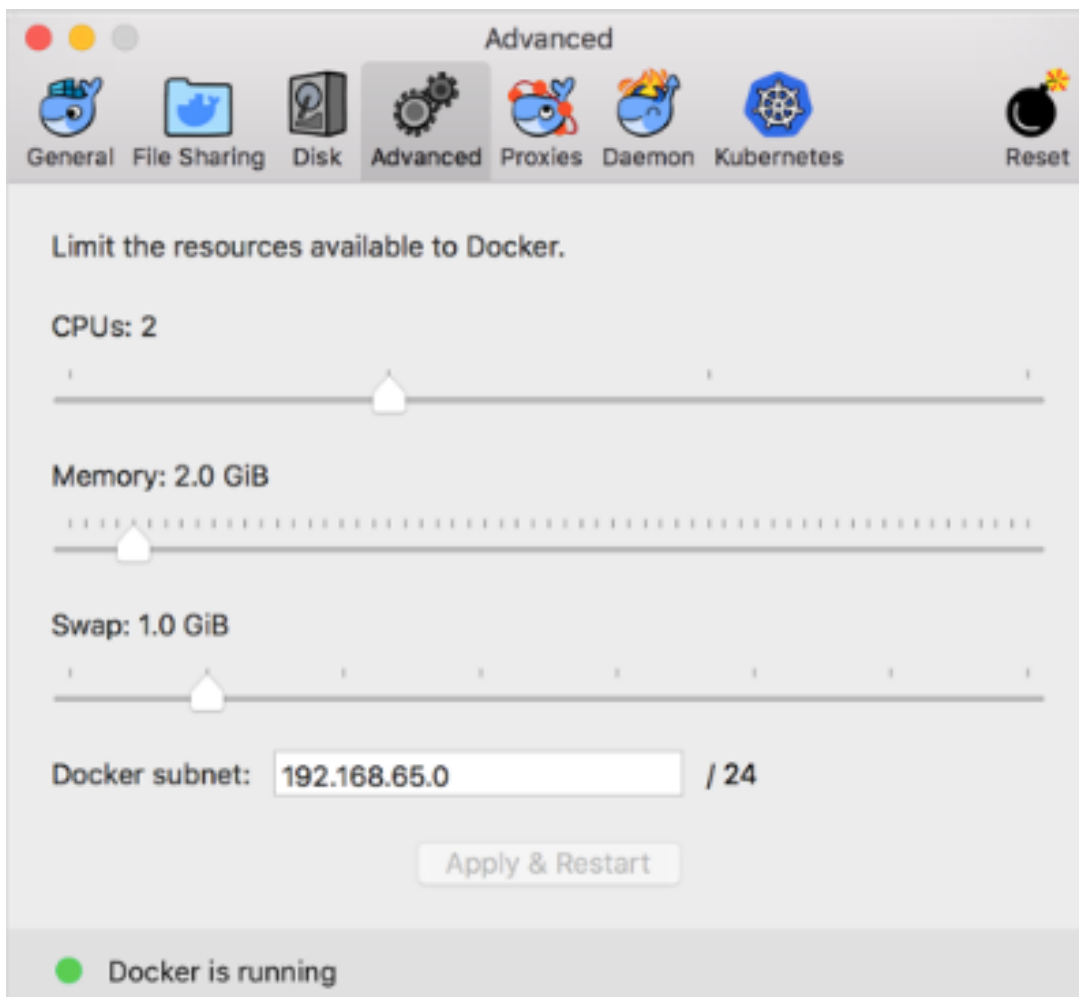 Advanced
General File Sharing Disk Advanced Proxies Daemon Kubernetes Reset
Limit the resources available to Docker.
CPUs: 2
Memory: 2.0 GiB
Swap: 1.0 GiB
Docker subnet: 192.168.65.0 / 24
Apply & Restart
Docker is running